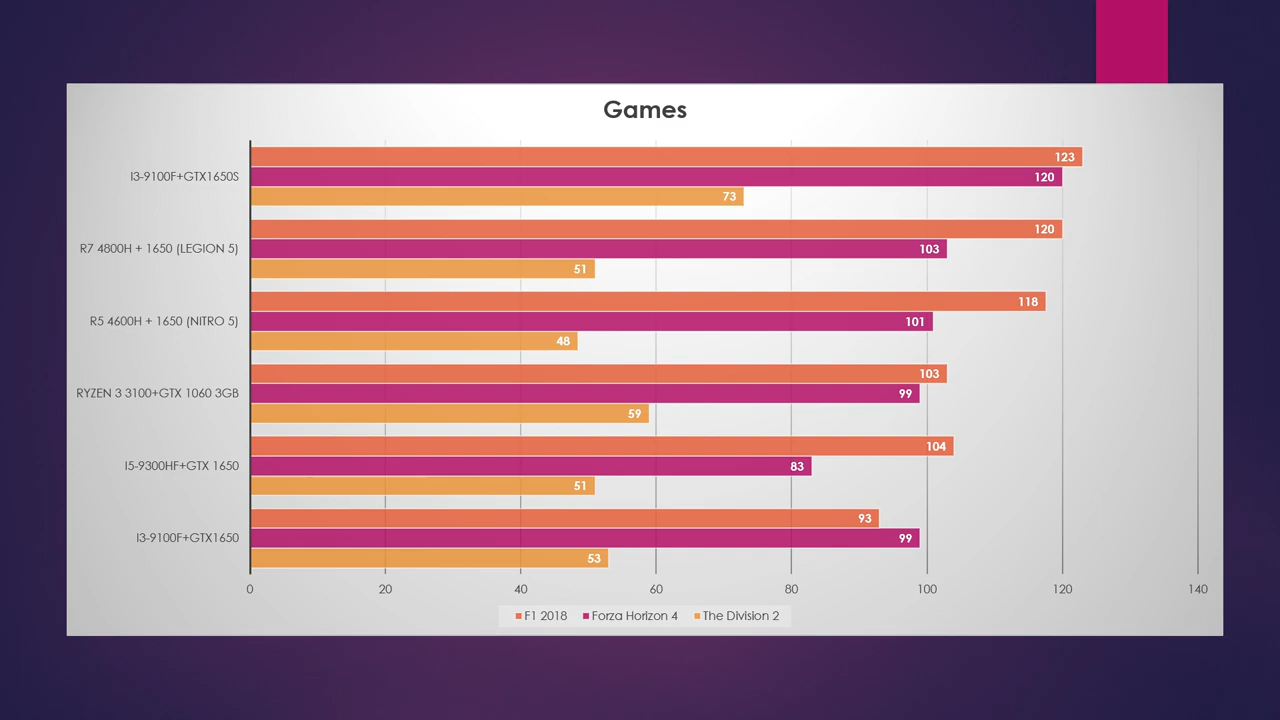 Games
I3-9100F+GTX1650S
123
120
73
R7 4800H + 1650 (LEGION 5)
120
103
51
R5 4600H + 1650 (NITRO 5)
118
101
48
RYZEN 3 3100+GTX 1060 3GB
103
99
59
I5-9300HF+GTX 1650
104
83
51
I3-9100F+GTX1650
93
99
53
0 20 40 60 80 100 120 140
F1 2018 Forza Horizon 4 The Division 2